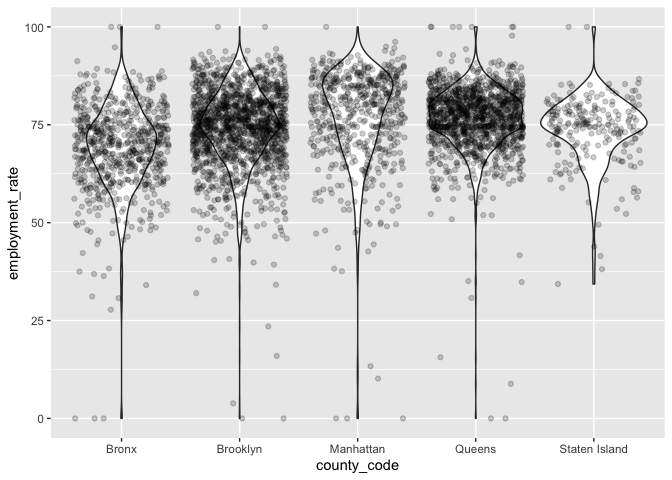 100
75
50
25
0
employment_rate
Bronx Brooklyn Manhattan Queens Staten Island
county_code